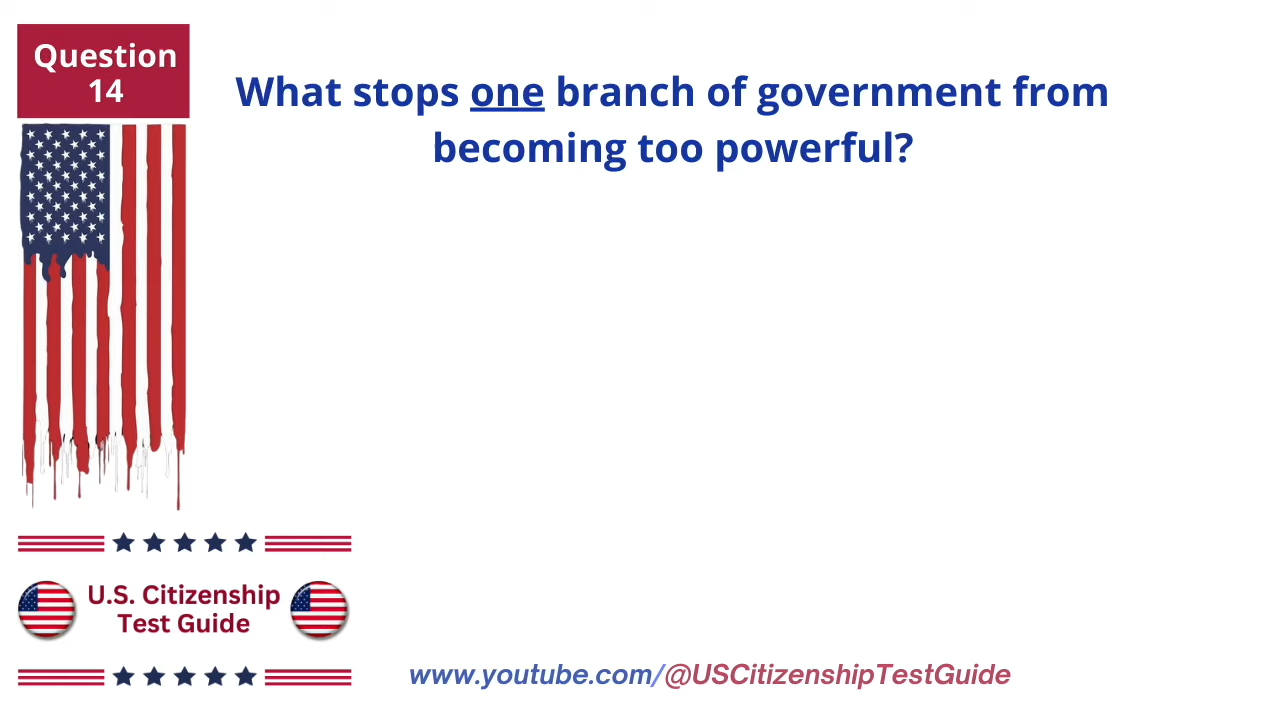 Question
14
What stops one branch of government from
becoming too powerful?
U.S. Citizenship
Test Guide
www.youtube.com/@USCitizenshipTestGuide